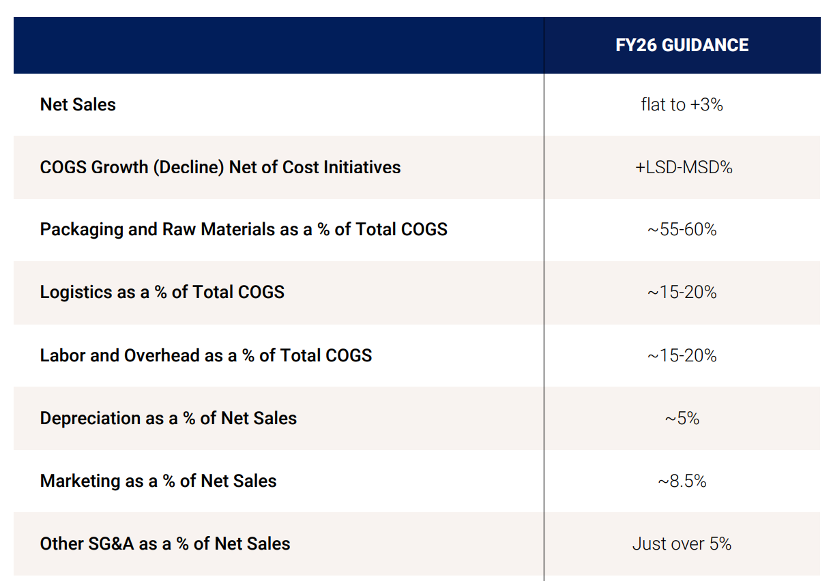 FY26 GUIDANCE
Net Sales flat to +3%
COGS Growth (Decline) Net of Cost Initiatives +LSD-MSD%
Packaging and Raw Materials as a % of Total COGS ~55-60%
Logistics as a % of Total COGS ~15-20%
Labor and Overhead as a % of Total COGS ~15-20%
Depreciation as a % of Net Sales ~5%
Marketing as a % of Net Sales ~8.5%
Other SG&A as a % of Net Sales Just over 5%